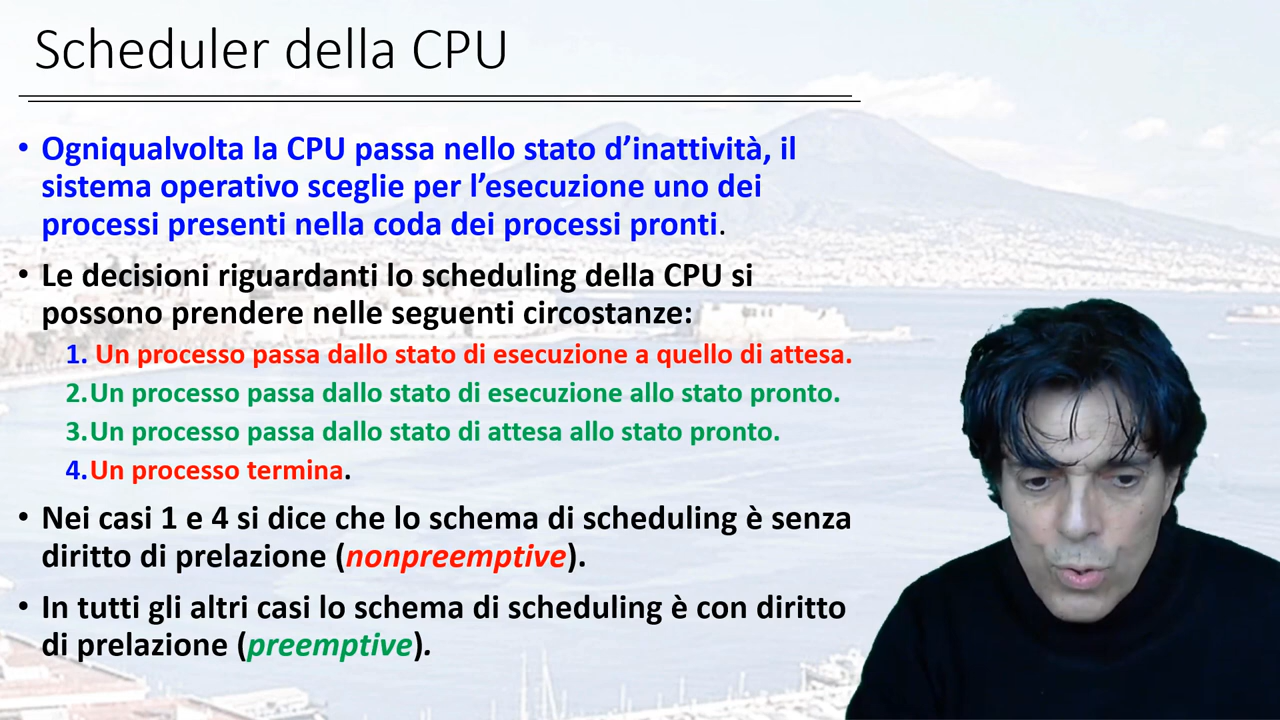 Scheduler della CPU
• Ogniqualvolta la CPU passa nello stato d’inattività, il
sistema operativo sceglie per l’esecuzione uno dei
processi presenti nella coda dei processi pronti.
• Le decisioni riguardanti lo scheduling della CPU si
possono prendere nelle seguenti circostanze:
1. Un processo passa dallo stato di esecuzione a quello di attesa.
2. Un processo passa dallo stato di esecuzione allo stato pronto.
3. Un processo passa dallo stato di attesa allo stato pronto.
4. Un processo termina.
• Nei casi 1 e 4 si dice che lo schema di scheduling è senza
diritto di prelazione (nonpreemptive).
• In tutti gli altri casi lo schema di scheduling è con diritto
di prelazione (preemptive).